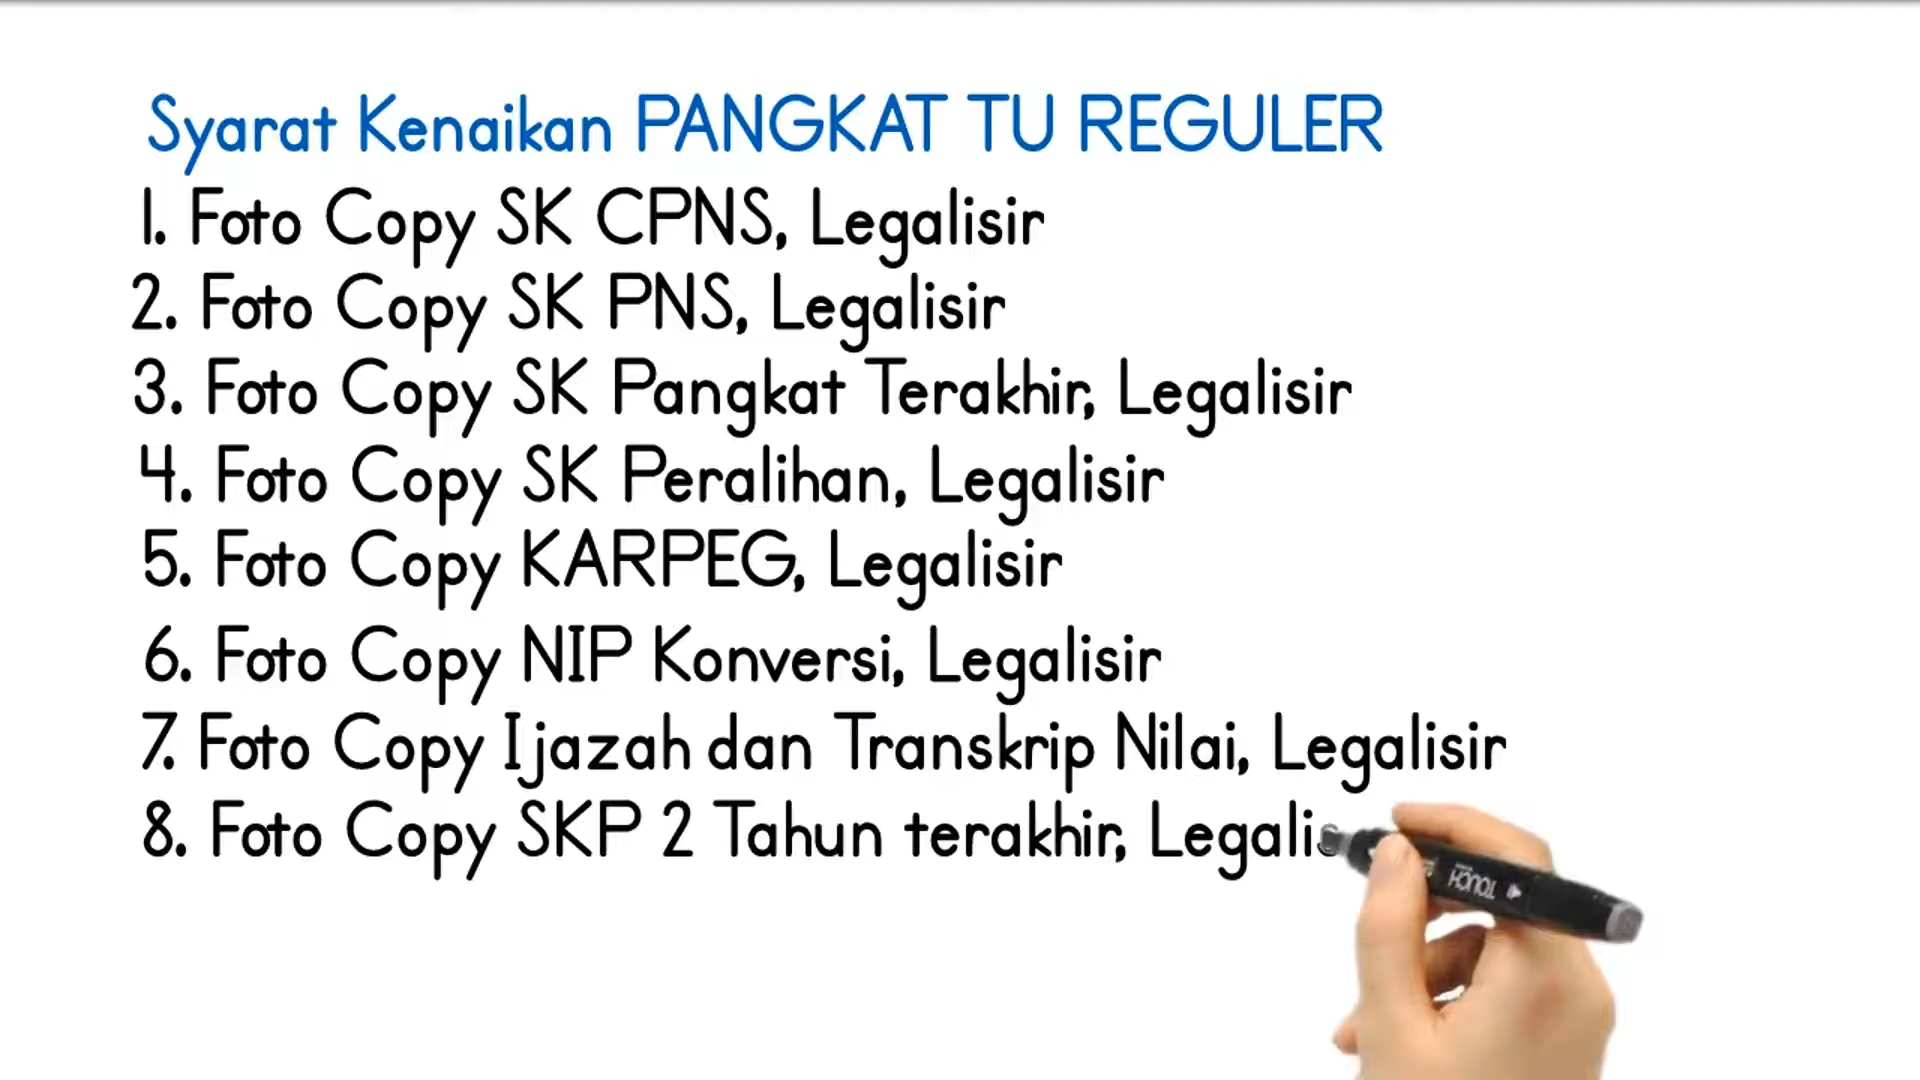 Syarat Kenaikan PANGKAT TU REGULER
1. Foto Copy SK CPNS, Legalisir
2. Foto Copy SK PNS, Legalisir
3. Foto Copy SK Pangkat Terakhir, Legalisir
4. Foto Copy SK Peralihan, Legalisir
5. Foto Copy KARPEG, Legalisir
6. Foto Copy NIP Konversi, Legalisir
7. Foto Copy Ijazah dan Transkrip Nilai, Legalisir
8. Foto Copy SKP 2 Tahun terakhir, Legalis
TOUCH